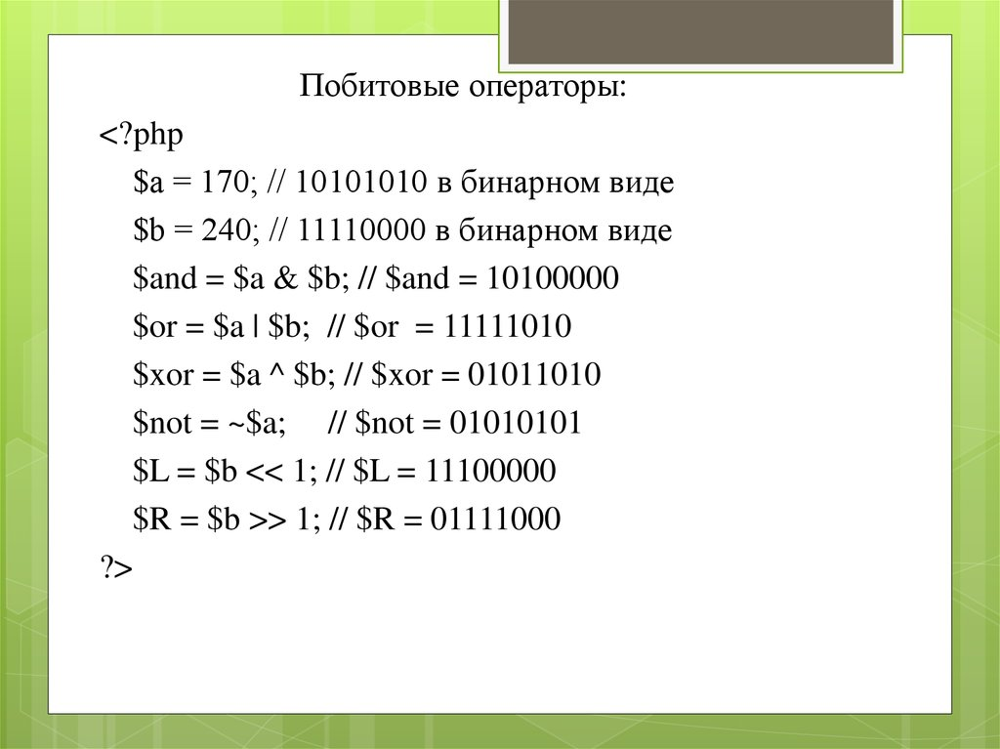 Побитовые операторы:
<?php
$a = 170; // 10101010 в бинарном виде
$b = 240; // 11110000 в бинарном виде
$and = $a & $b; // $and = 10100000
$or = $a | $b;  // $or  = 11111010
$xor = $a ^ $b; // $xor = 01011010
$not = ~$a;     // $not = 01010101
$L = $b << 1; // $L = 11100000
$R = $b >> 1; // $R = 01111000
?>